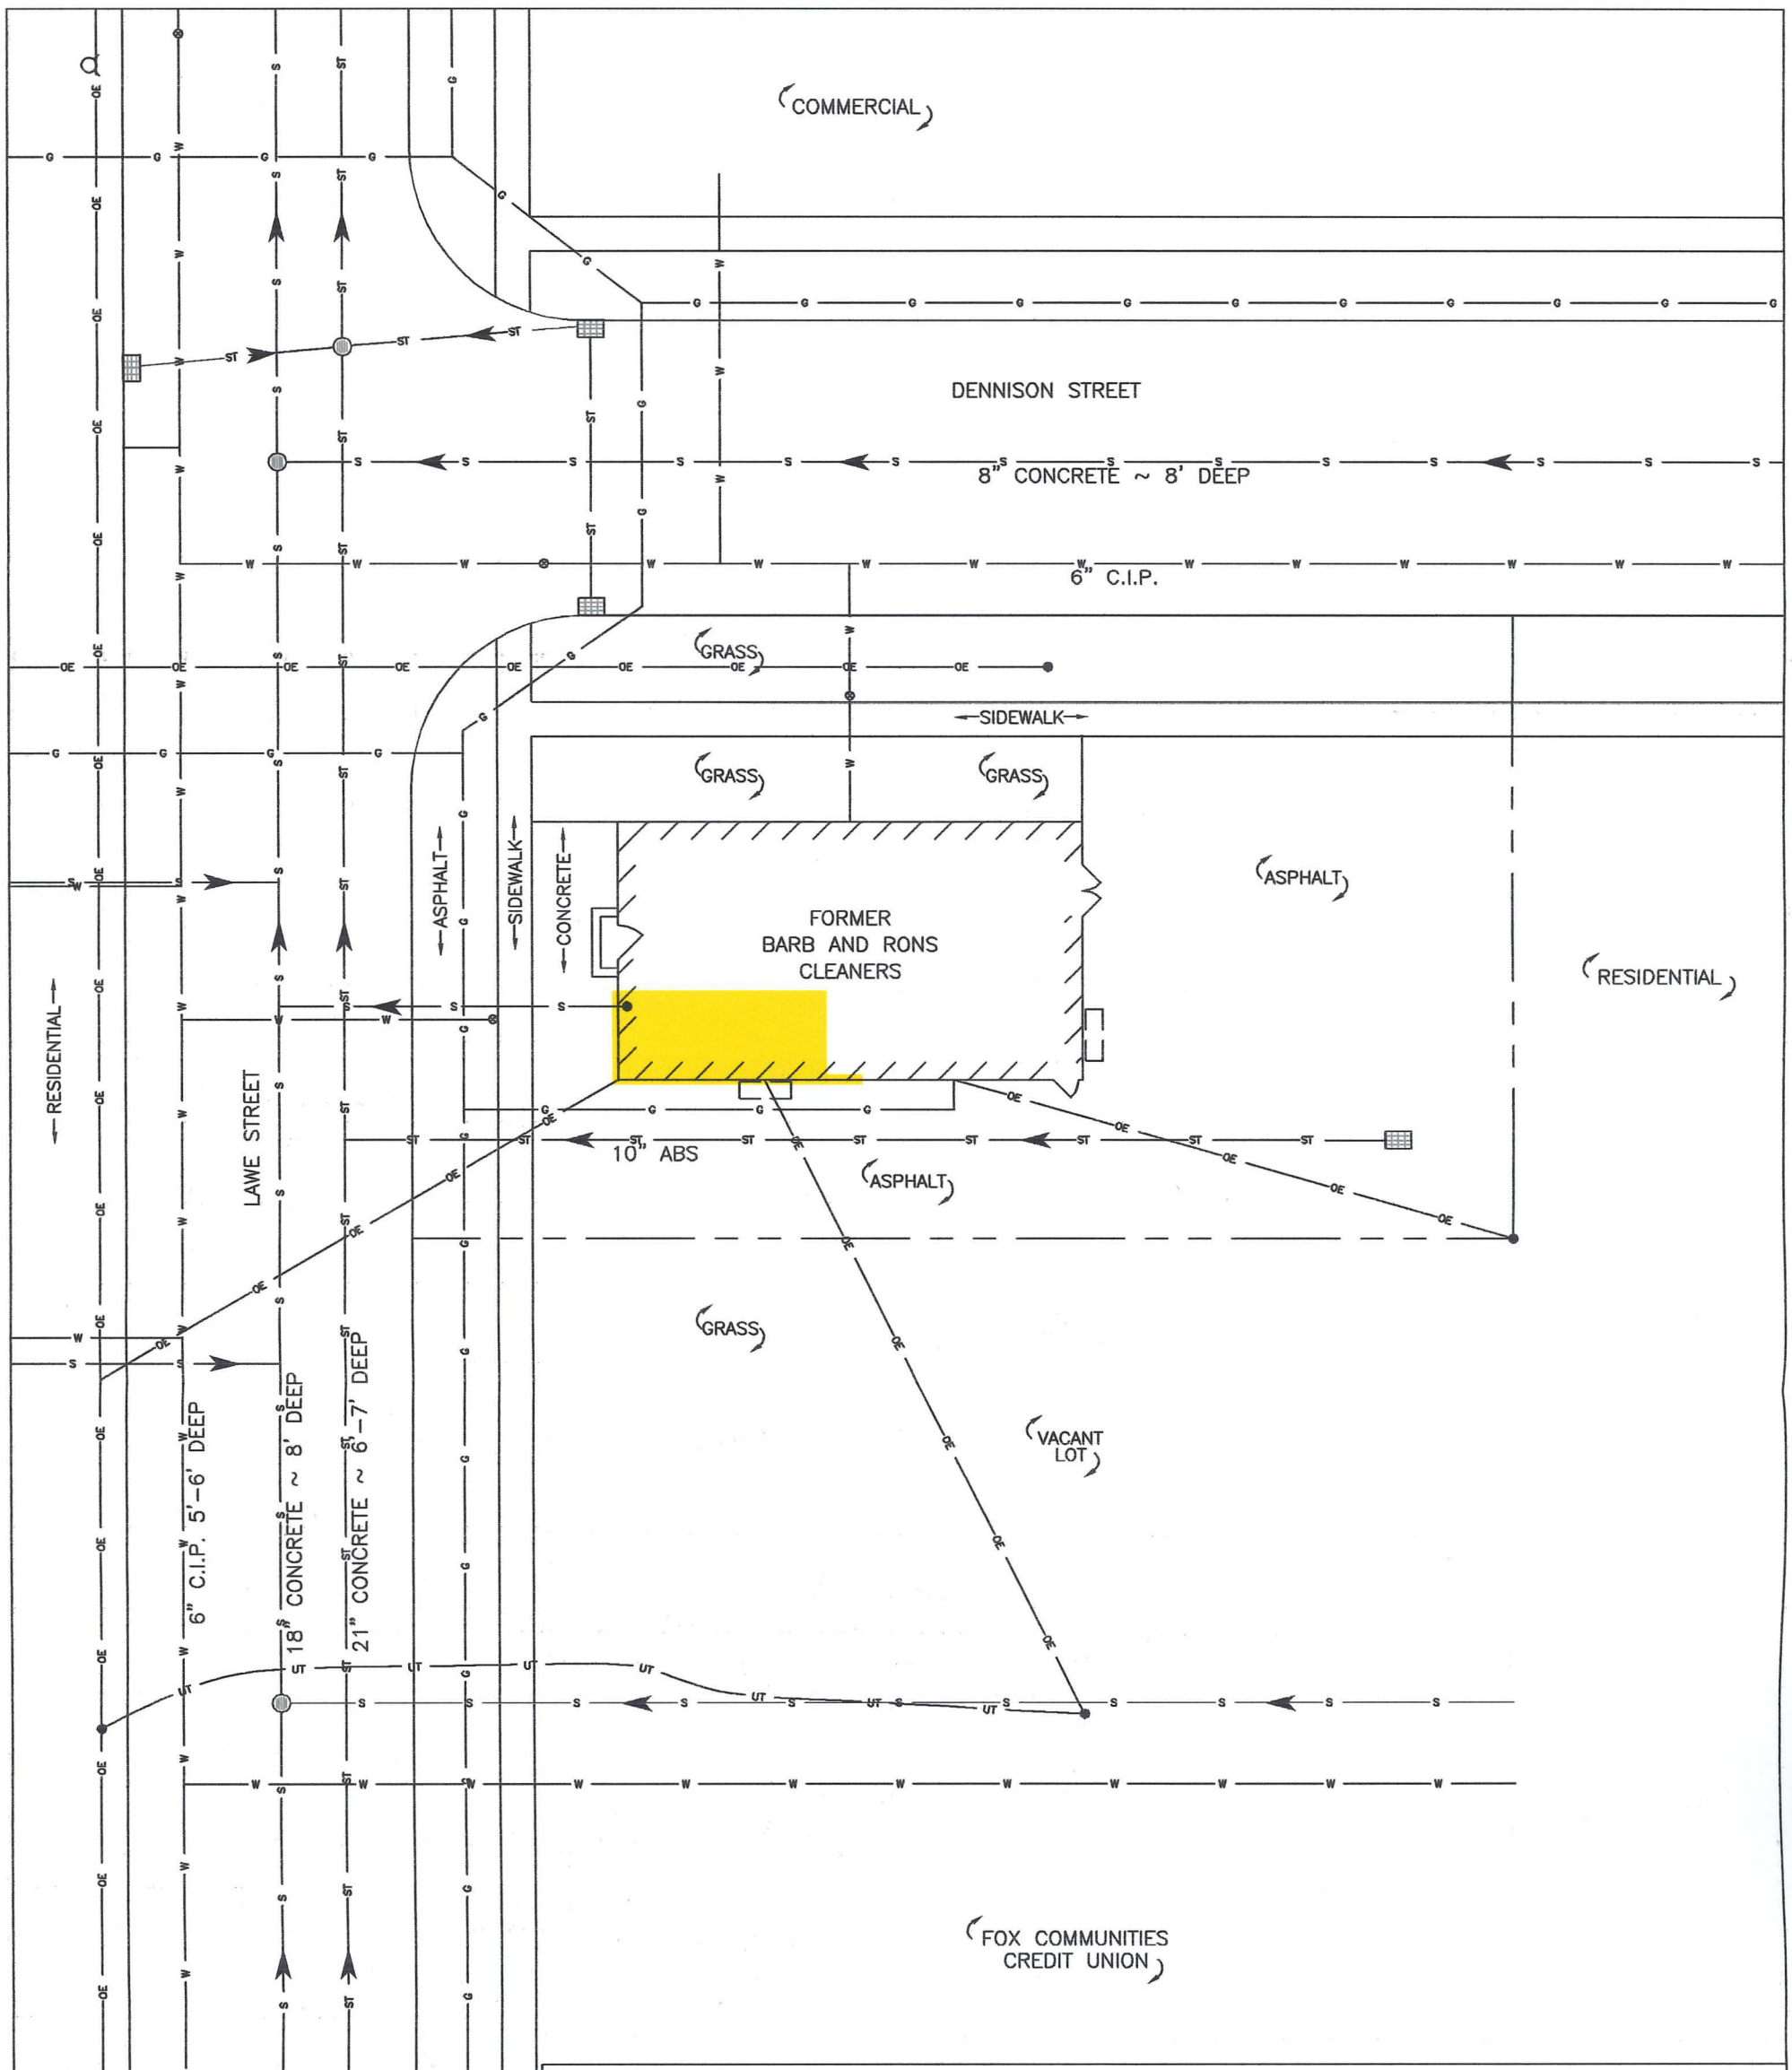 COMMERCIAL
DENNISON STREET
8" CONCRETE ~ 8' DEEP
6" C.I.P.
GRASS
SIDEWALK
GRASS
GRASS
ASPHALT
SIDEWALK
CONCRETE
ASPHALT
FORMER
BARB AND RONS
CLEANERS
RESIDENTIAL
RESIDENTIAL
LAWE STREET
10" ABS
ASPHALT
GRASS
VACANT
LOT
6" C.I.P. 5'-6' DEEP
18" CONCRETE ~ 8' DEEP
21" CONCRETE ~ 6'-7' DEEP
FOX COMMUNITIES
CREDIT UNION